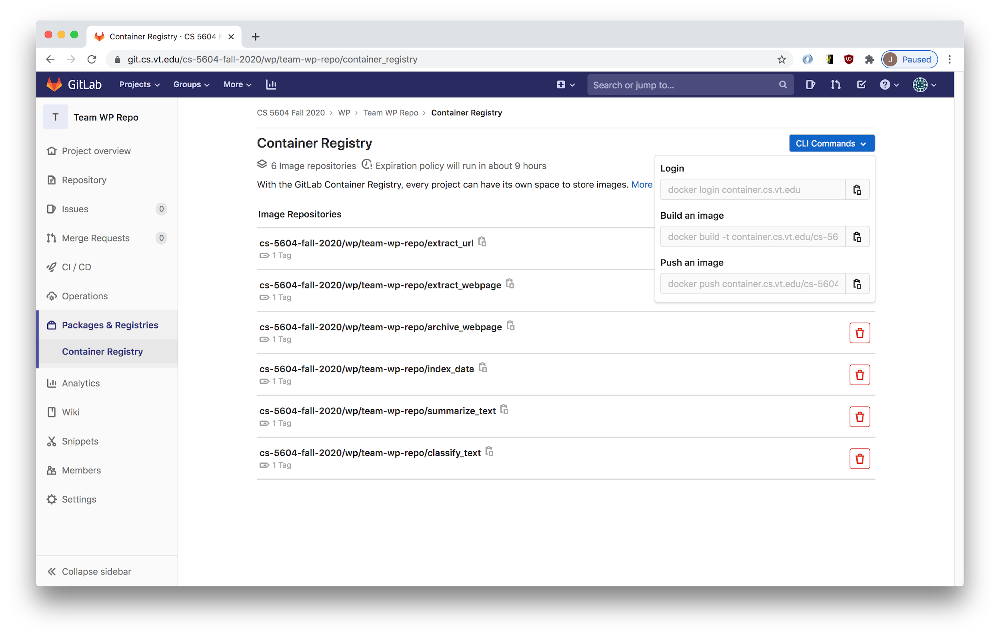 Container Registry · CS 5604 F
git.cs.vt.edu/cs-5604-fall-2020/wp/team-wp-repo/container_registry
J Paused
GitLab
Projects
Groups
More
Search or jump to...
T
Team WP Repo
Project overview
Repository
Issues
0
Merge Requests
0
CI / CD
Operations
Packages & Registries
Container Registry
Analytics
Wiki
Snippets
Members
Settings
Collapse sidebar
CS 5604 Fall 2020 › WP › Team WP Repo › Container Registry
Container Registry
CLI Commands
6 Image repositories
Expiration policy will run in about 9 hours
With the GitLab Container Registry, every project can have its own space to store images. More
Login
docker login container.cs.vt.edu
Build an image
docker build -t container.cs.vt.edu/cs-56
Push an image
docker push container.cs.vt.edu/cs-5604
Image Repositories
cs-5604-fall-2020/wp/team-wp-repo/extract_url
1 Tag
cs-5604-fall-2020/wp/team-wp-repo/extract_webpage
1 Tag
cs-5604-fall-2020/wp/team-wp-repo/archive_webpage
1 Tag
cs-5604-fall-2020/wp/team-wp-repo/index_data
1 Tag
cs-5604-fall-2020/wp/team-wp-repo/summarize_text
1 Tag
cs-5604-fall-2020/wp/team-wp-repo/classify_text
1 Tag